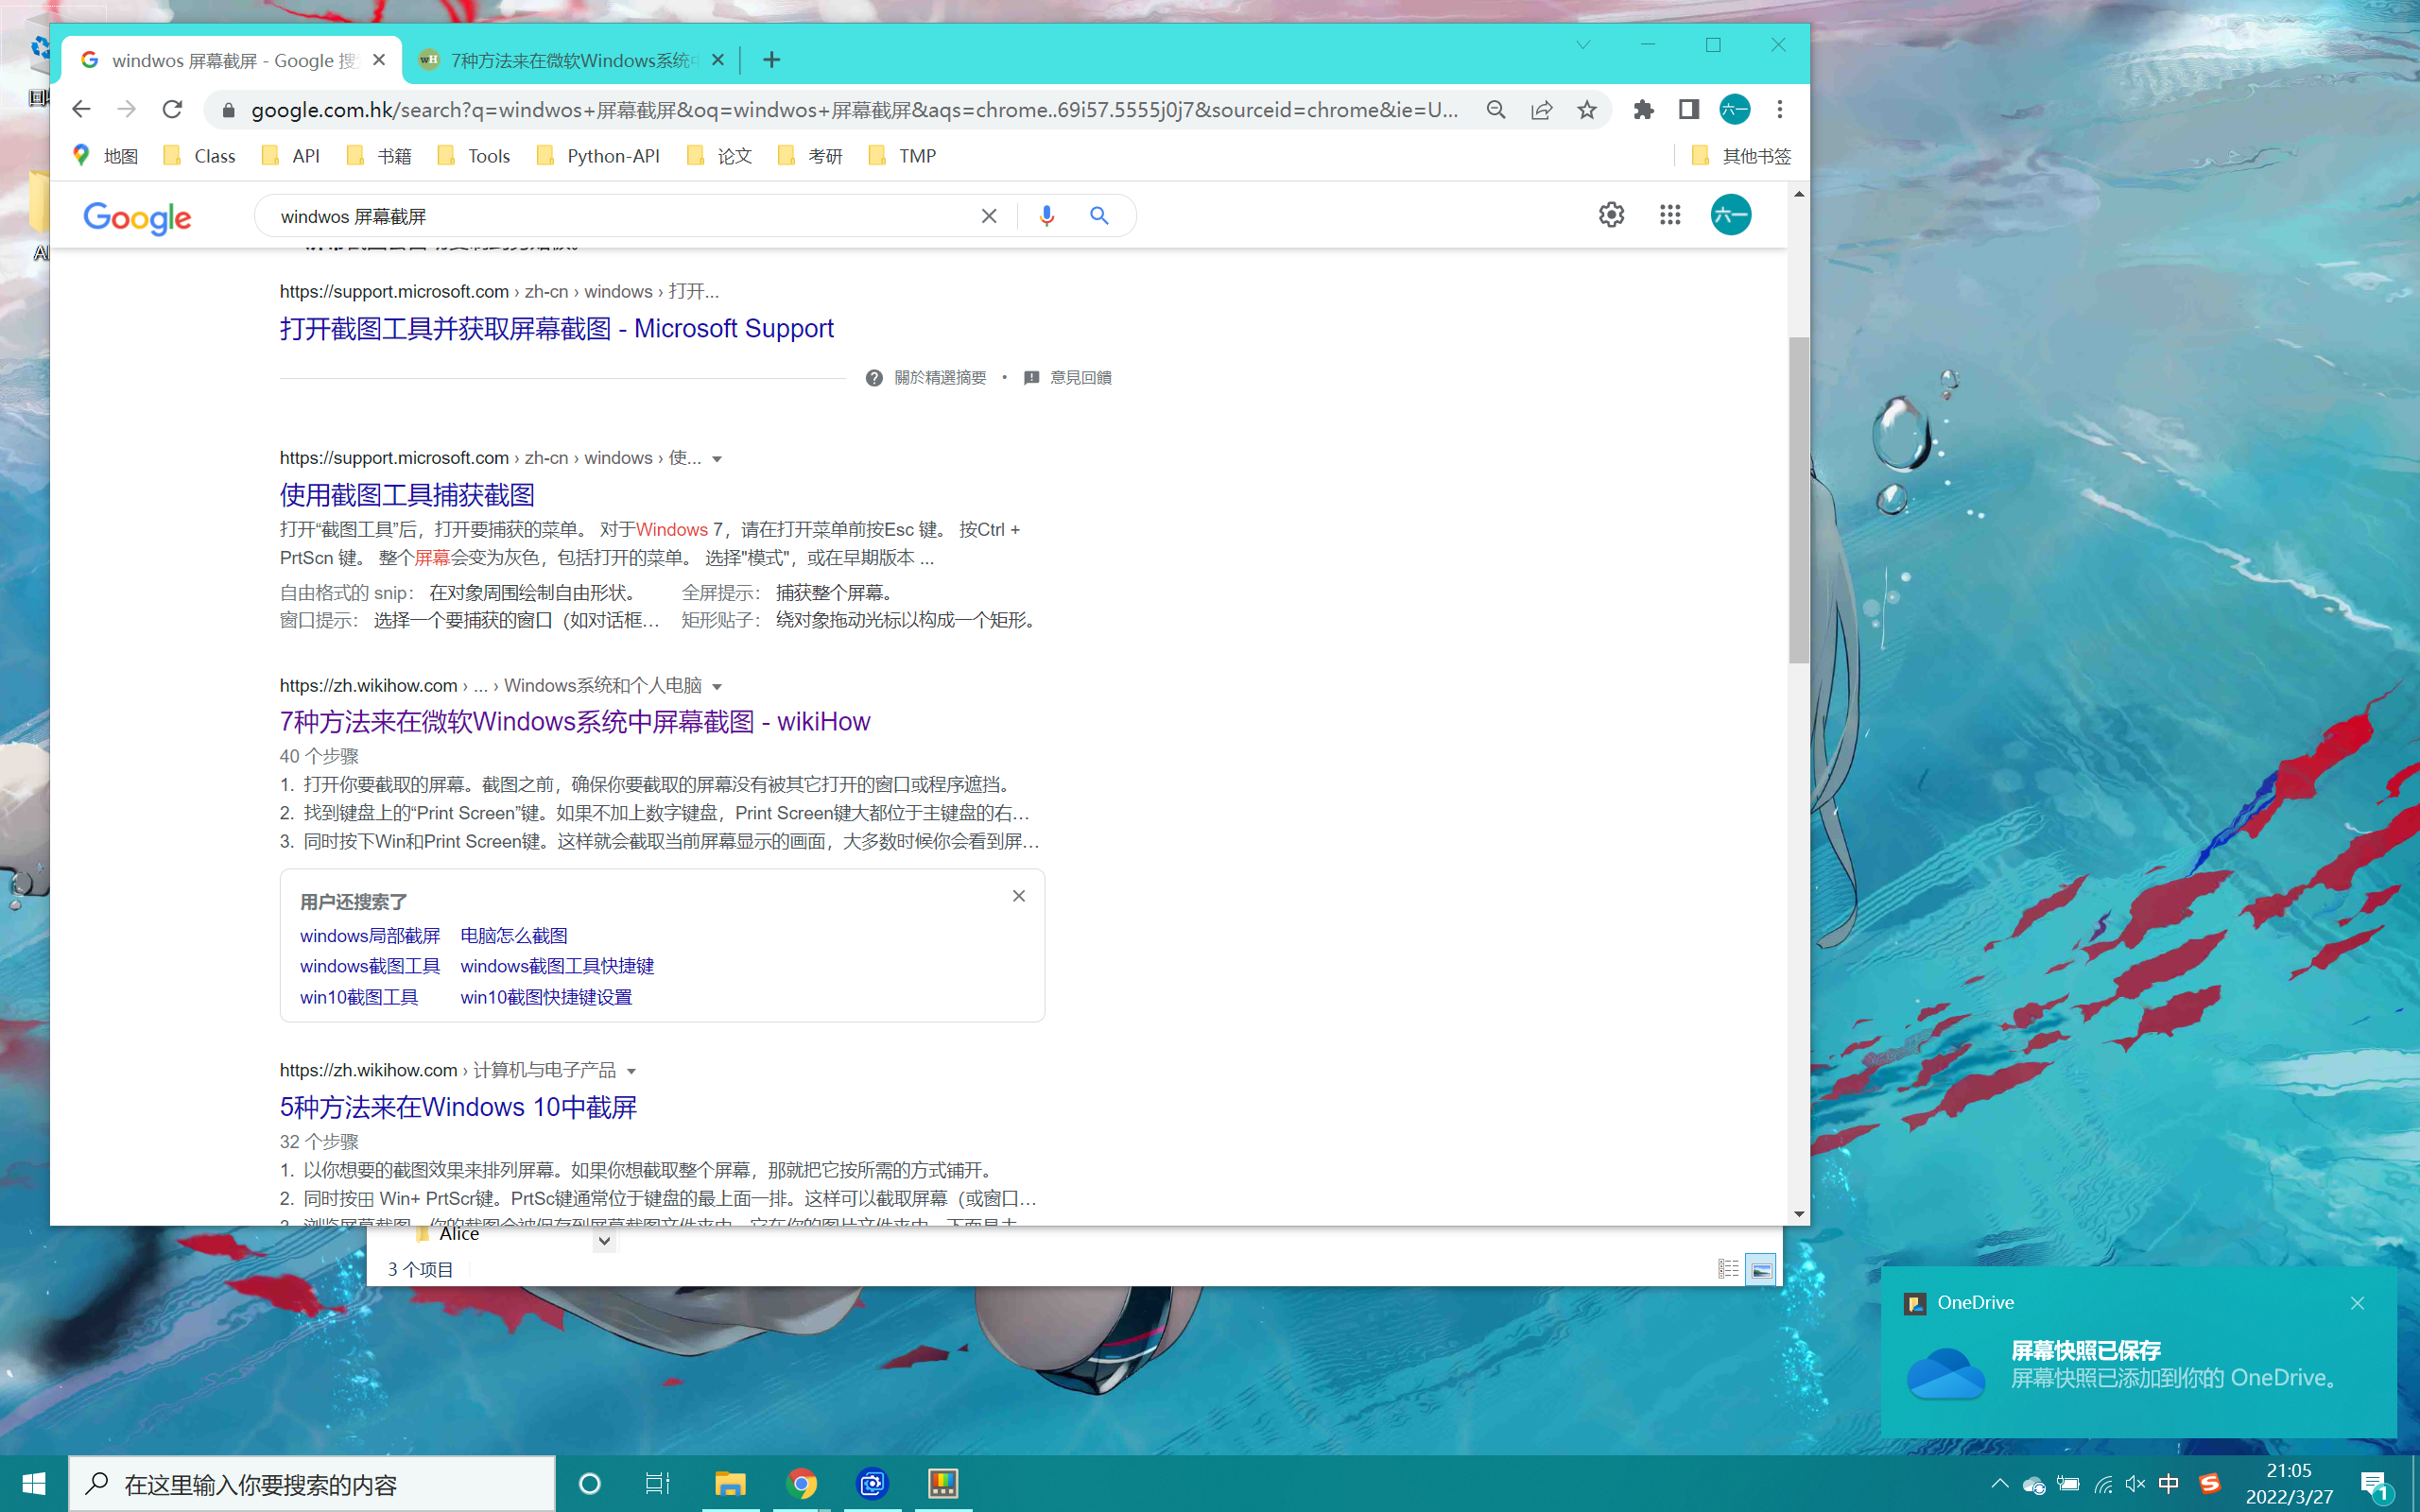 windwos 屏幕截屏 - Google 搜
7种方法来在微软Windows系统中
google.com.hk/search?q=windwos+屏幕截屏&oq=windwos+屏幕截屏&aqs=chrome..69i57.5555j0j7&sourceid=chrome&ie=U...
六一
地图
Class
API
书籍
Tools
Python-API
论文
考研
TMP
其他书签
Google
windwos 屏幕截屏
六一
https://support.microsoft.com › zh-cn › windows › 打开...
打开截图工具并获取屏幕截图 - Microsoft Support
關於精選摘要 • 意見回饋
https://support.microsoft.com › zh-cn › windows › 使...
使用截图工具捕获截图
打开“截图工具”后，打开要捕获的菜单。 对于Windows 7，请在打开菜单前按Esc 键。 按Ctrl +
PrtScn 键。 整个屏幕会变为灰色，包括打开的菜单。 选择"模式"，或在早期版本 ...
自由格式的 snip： 在对象周围绘制自由形状。 全屏提示： 捕获整个屏幕。
窗口提示： 选择一个要捕获的窗口（如对话框... 矩形贴子： 绕对象拖动光标以构成一个矩形。
https://zh.wikihow.com › ... › Windows系统和个人电脑
7种方法来在微软Windows系统中屏幕截图 - wikiHow
40 个步骤
1. 打开你要截取的屏幕。截图之前，确保你要截取的屏幕没有被其它打开的窗口或程序遮挡。
2. 找到键盘上的“Print Screen”键。如果不加上数字键盘，Print Screen键大都位于主键盘的右...
3. 同时按下Win和Print Screen键。这样就会截取当前屏幕显示的画面，大多数时候你会看到屏...
用户还搜索了
windows局部截屏 电脑怎么截图
windows截图工具 windows截图工具快捷键
win10截图工具 win10截图快捷键设置
https://zh.wikihow.com › 计算机与电子产品
5种方法来在Windows 10中截屏
32 个步骤
1. 以你想要的截图效果来排列屏幕。如果你想截取整个屏幕，那就把它按所需的方式铺开。
2. 同时按⊞ Win+ PrtScr键。PrtSc键通常位于键盘的最上面一排。这样可以截取屏幕（或窗口...
Alice
3 个项目
OneDrive
屏幕快照已保存
屏幕快照已添加到你的 OneDrive。
在这里输入你要搜索的内容
中
21:05
2022/3/27
1